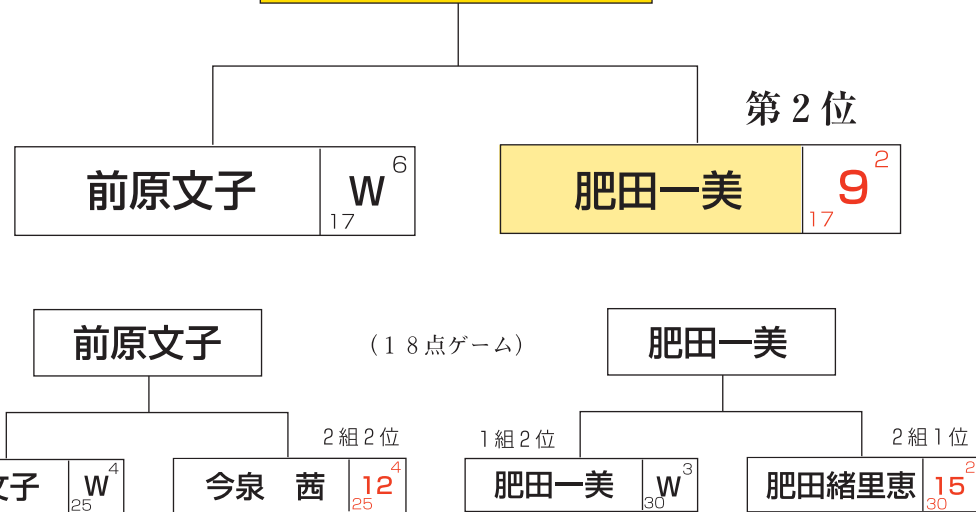 第2位
前原文子 W 6 17
肥田一美 9 2 17
前原文子
（18点ゲーム）
肥田一美
2組2位
1組2位
2組1位
文子 W 4 25
今泉 茜 12 4 25
肥田一美 W 3 30
肥田緒里恵 15 2 30